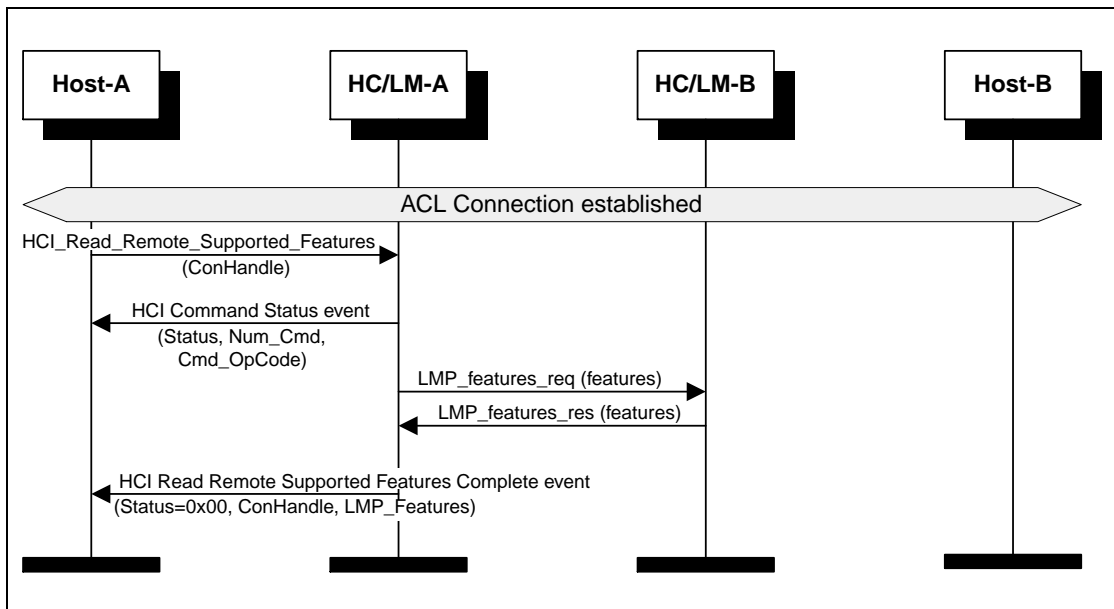 Host-A
HC/LM-A
HC/LM-B
Host-B
ACL Connection established
HCI_Read_Remote_Supported_Features
(ConHandle)
HCI Command Status event
(Status, Num_Cmd,
Cmd_OpCode)
LMP_features_req (features)
LMP_features_res (features)
HCI Read Remote Supported Features Complete event
(Status=0x00, ConHandle, LMP_Features)